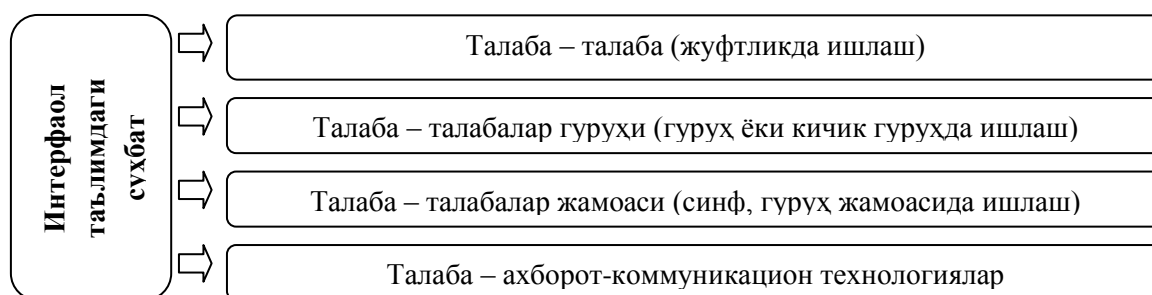 Интерфаол
таълимдаги
суҳбат
Талаба – талаба (жуфтликда ишлаш)
Талаба – талабалар гуруҳи (гуруҳ ёки кичик гуруҳда ишлаш)
Талаба – талабалар жамоаси (синф, гуруҳ жамоасида ишлаш)
Талаба – ахборот-коммуникацион технологиялар